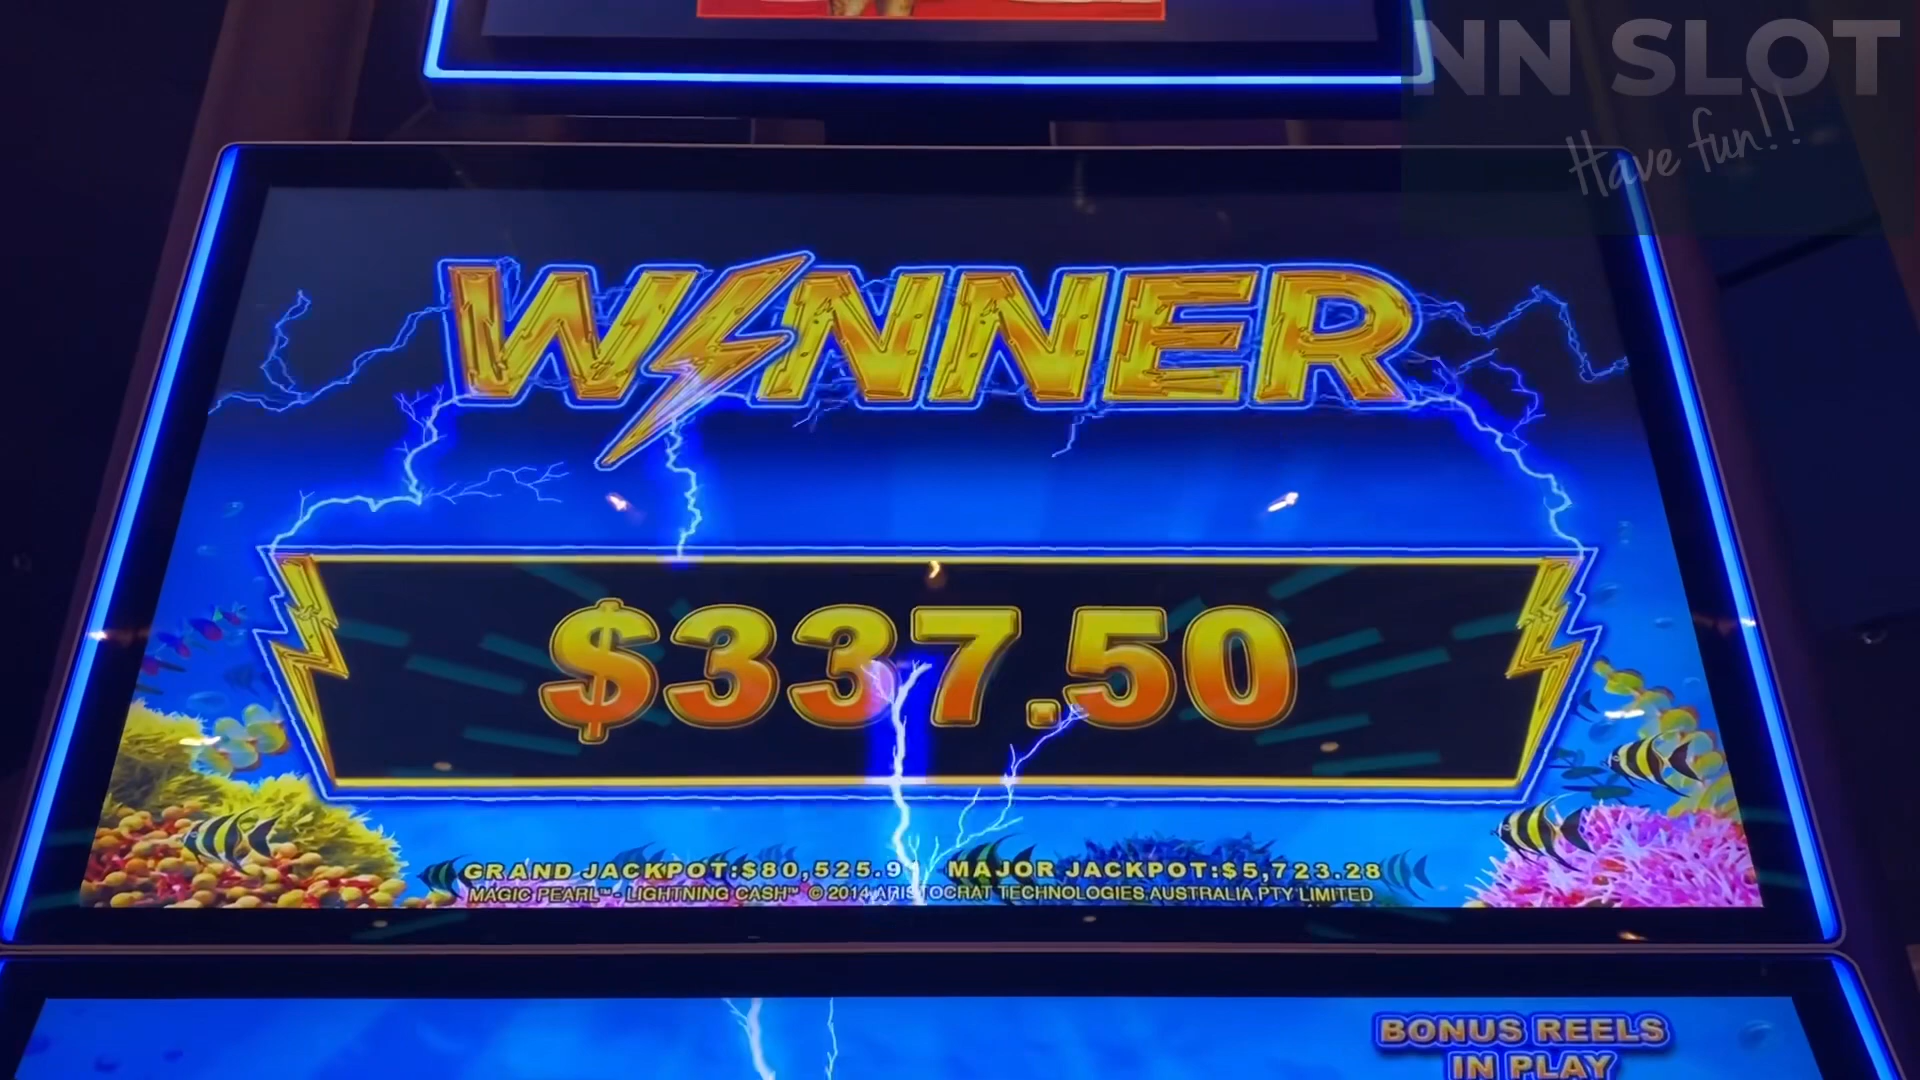 NN SLOT
Have fun!!
WINNER
$337.50
GRAND JACKPOT:$80,525.9 MAJOR JACKPOT:$5,723.28
MAGIC PEARL™ - LIGHTNING CASH™ © 2014 ARISTOCRAT TECHNOLOGIES AUSTRALIA PTY LIMITED
BONUS REELS
IN PLAY